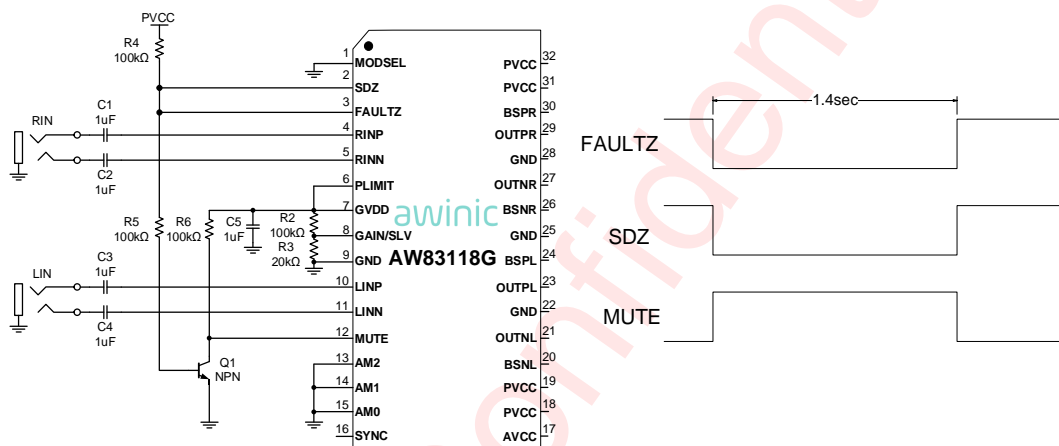 PVCC
R4
100kΩ
RIN
C1
1uF
C2
1uF
R5
100kΩ
R6
100kΩ
C5
1uF
R2
100kΩ
R3
20kΩ
LIN
C3
1uF
C4
1uF
Q1
NPN
1 MODSEL
2 SDZ
3 FAULTZ
4 RINP
5 RINN
6 PLIMIT
7 GVDD
8 GAIN/SLV
9 GND
10 LINP
11 LINN
12 MUTE
13 AM2
14 AM1
15 AM0
16 SYNC
awinic
AW83118G
PVCC 32
PVCC 31
BSPR 30
OUTPR 29
GND 28
OUTNR 27
BSNR 26
GND 25
BSPL 24
OUTPL 23
GND 22
OUTNL 21
BSNL 20
PVCC 19
PVCC 18
AVCC 17
1.4sec
FAULTZ
SDZ
MUTE
onfident